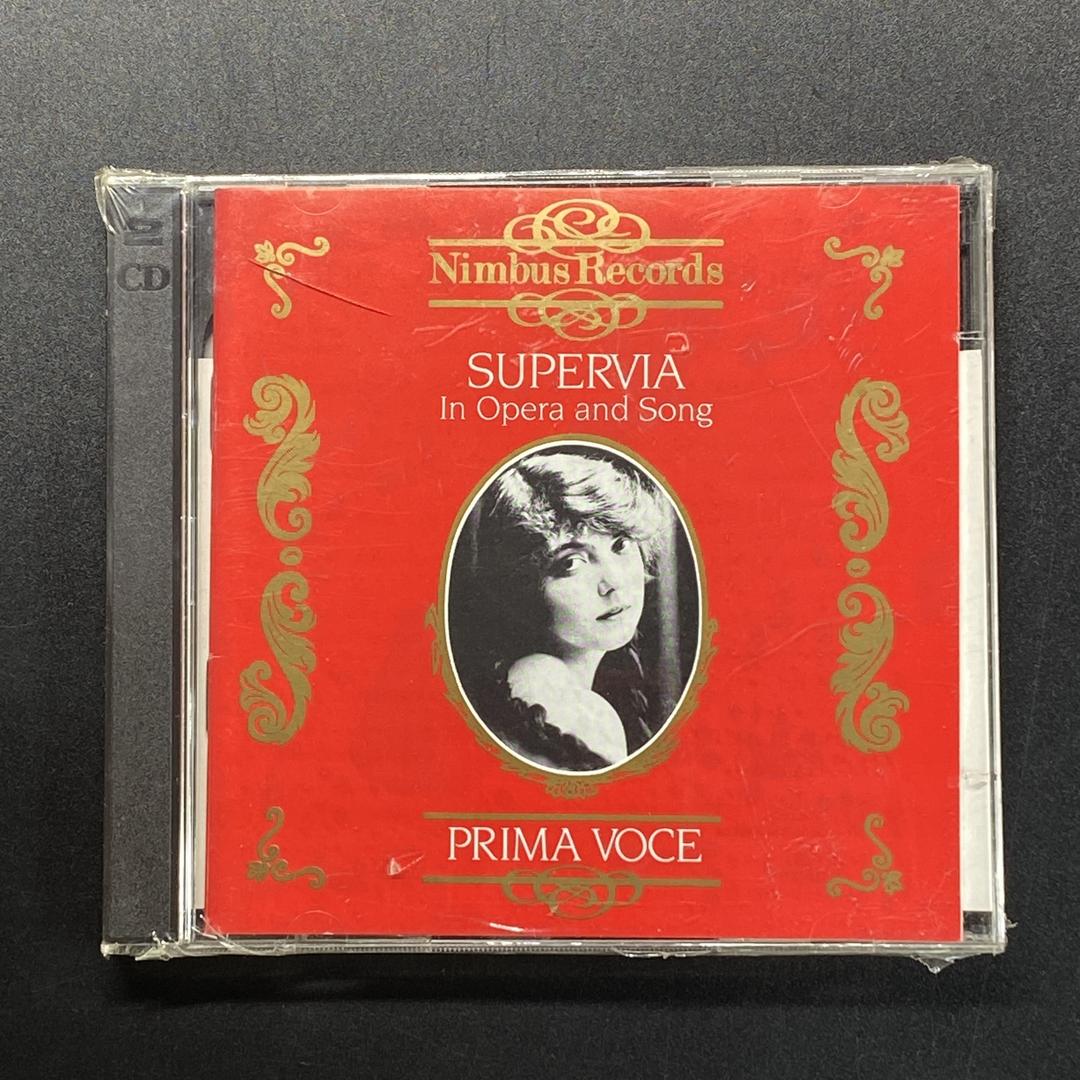 2
CD
Nimbus Records
SUPERVIA
In Opera and Song
PRIMA VOCE